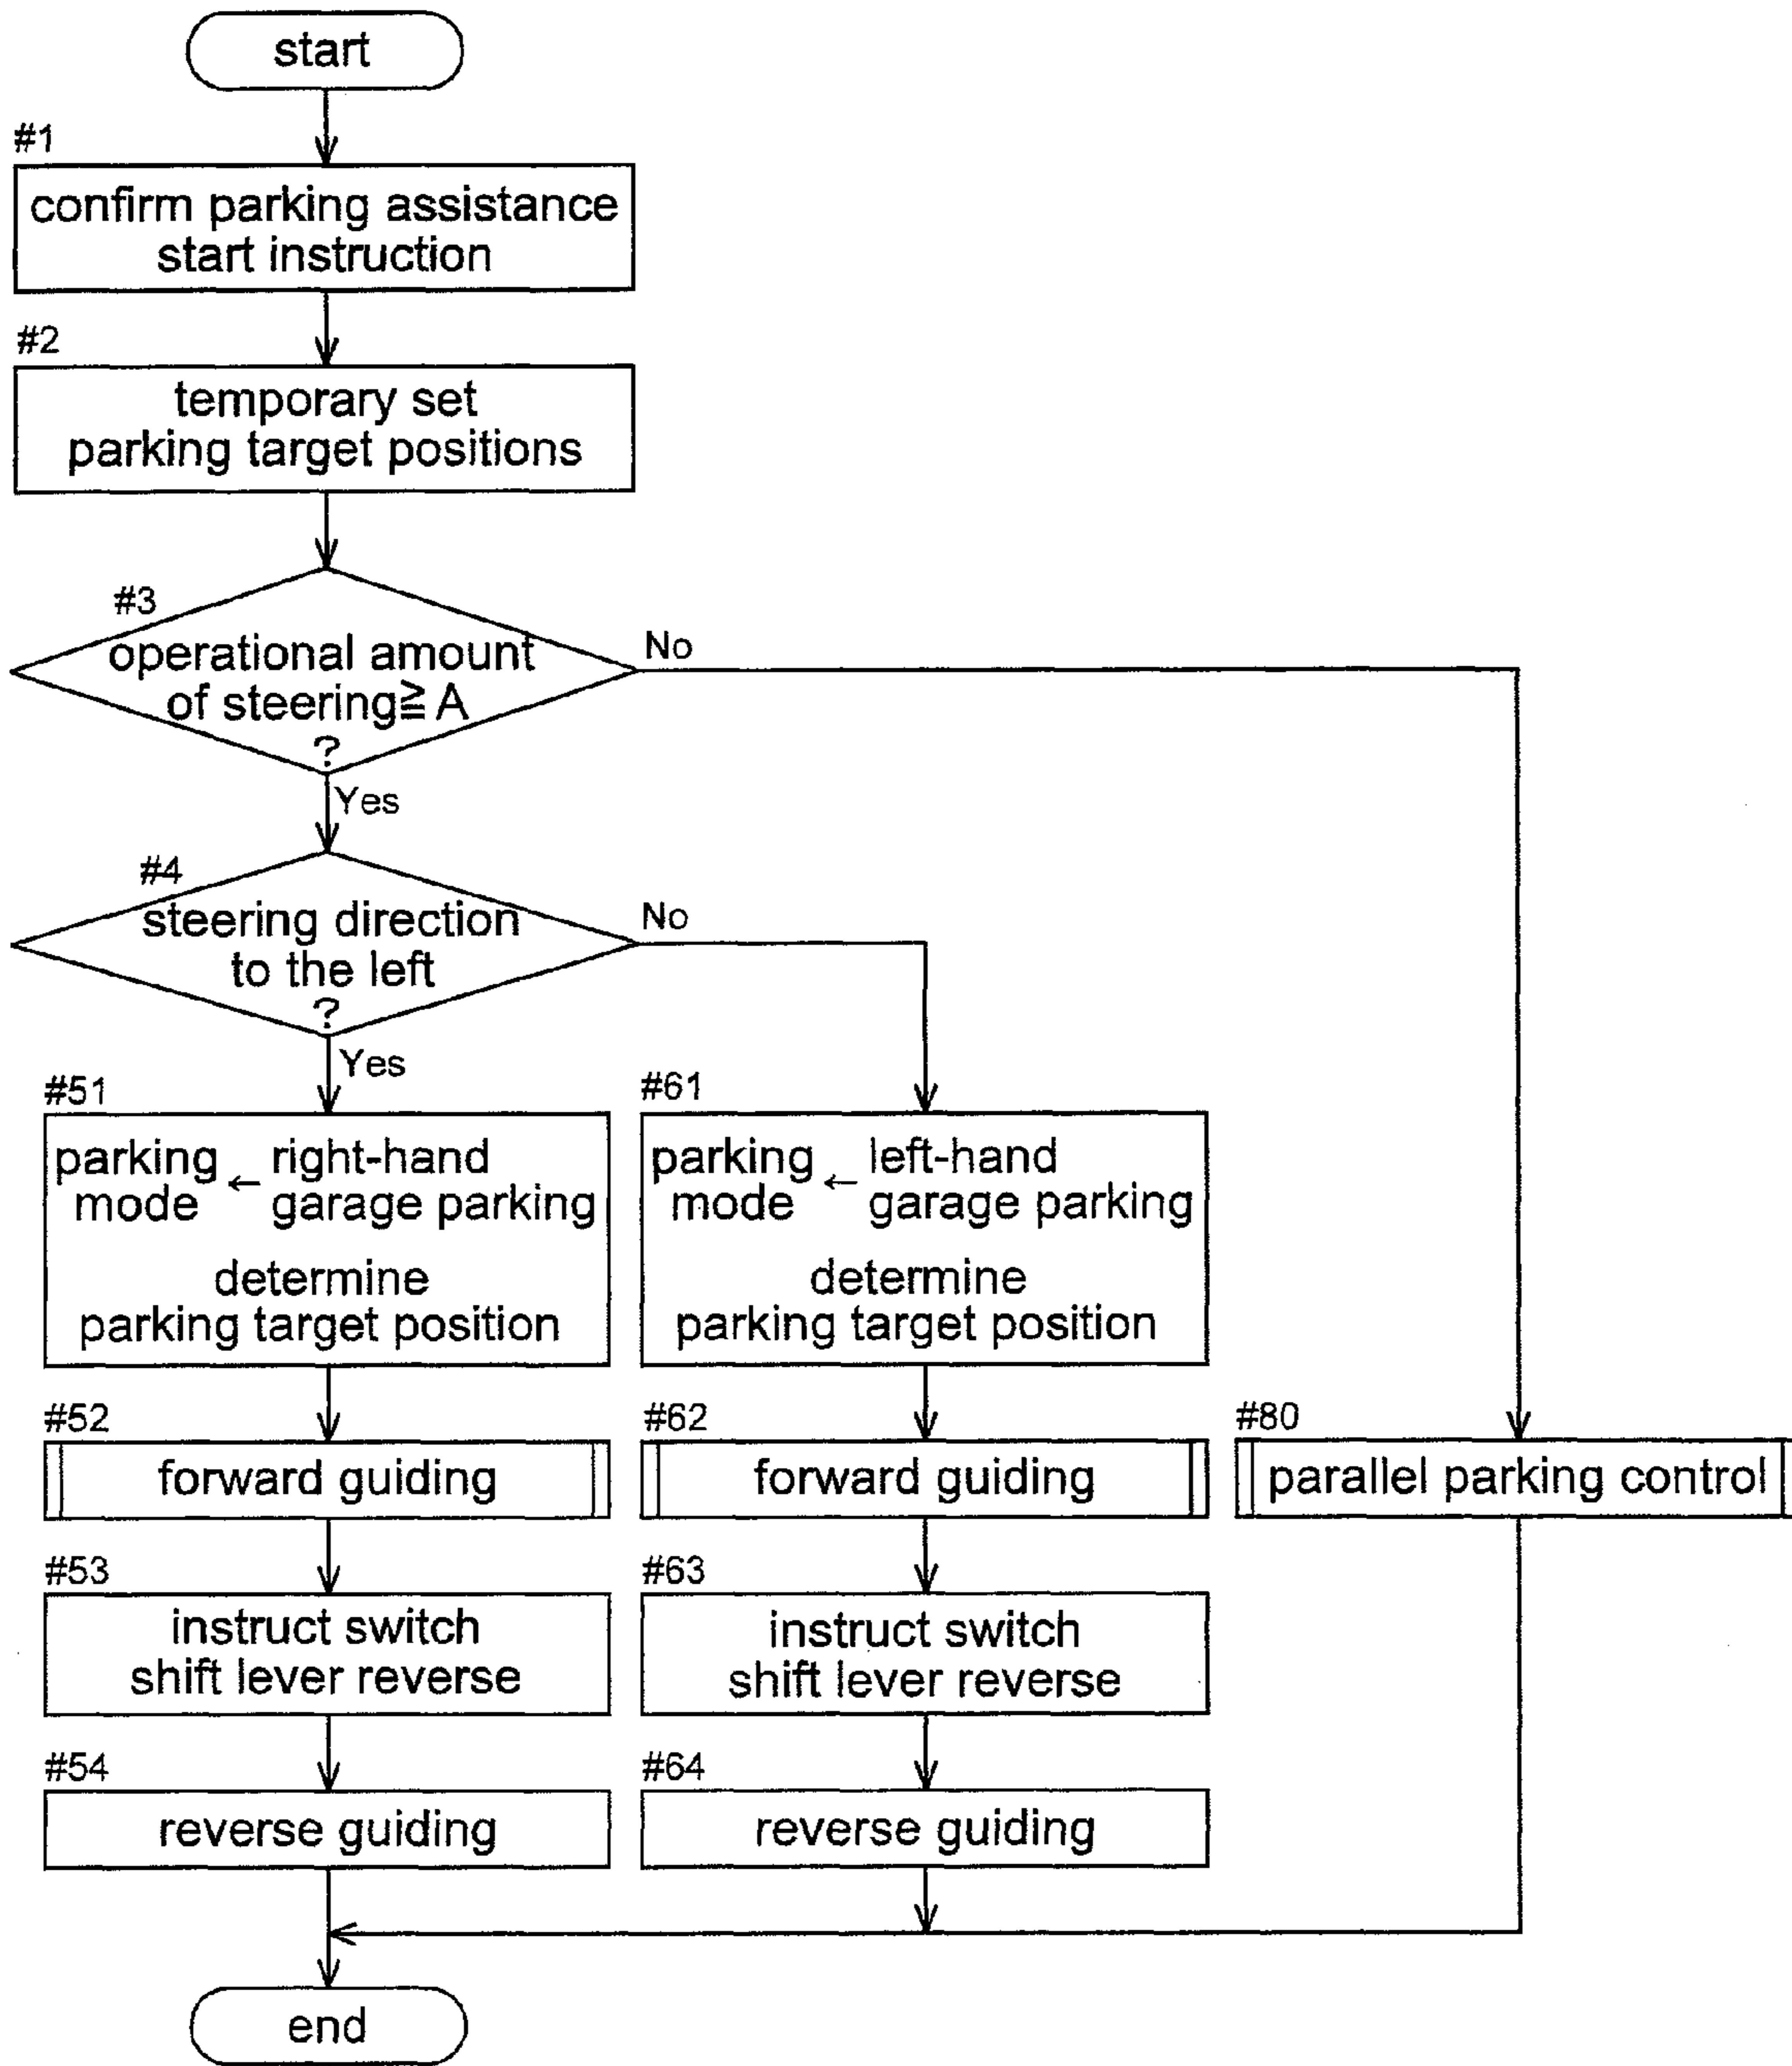 start
#1
confirm parking assistance
start instruction
#2
temporary set
parking target positions
#3
operational amount
of steering≧A
?
No
Yes
#4
steering direction
to the left
?
No
Yes
#51
parking mode ← right-hand garage parking
determine
parking target position
#61
parking mode ← left-hand garage parking
determine
parking target position
#52
forward guiding
#62
forward guiding
#80
parallel parking control
#53
instruct switch
shift lever reverse
#63
instruct switch
shift lever reverse
#54
reverse guiding
#64
reverse guiding
end